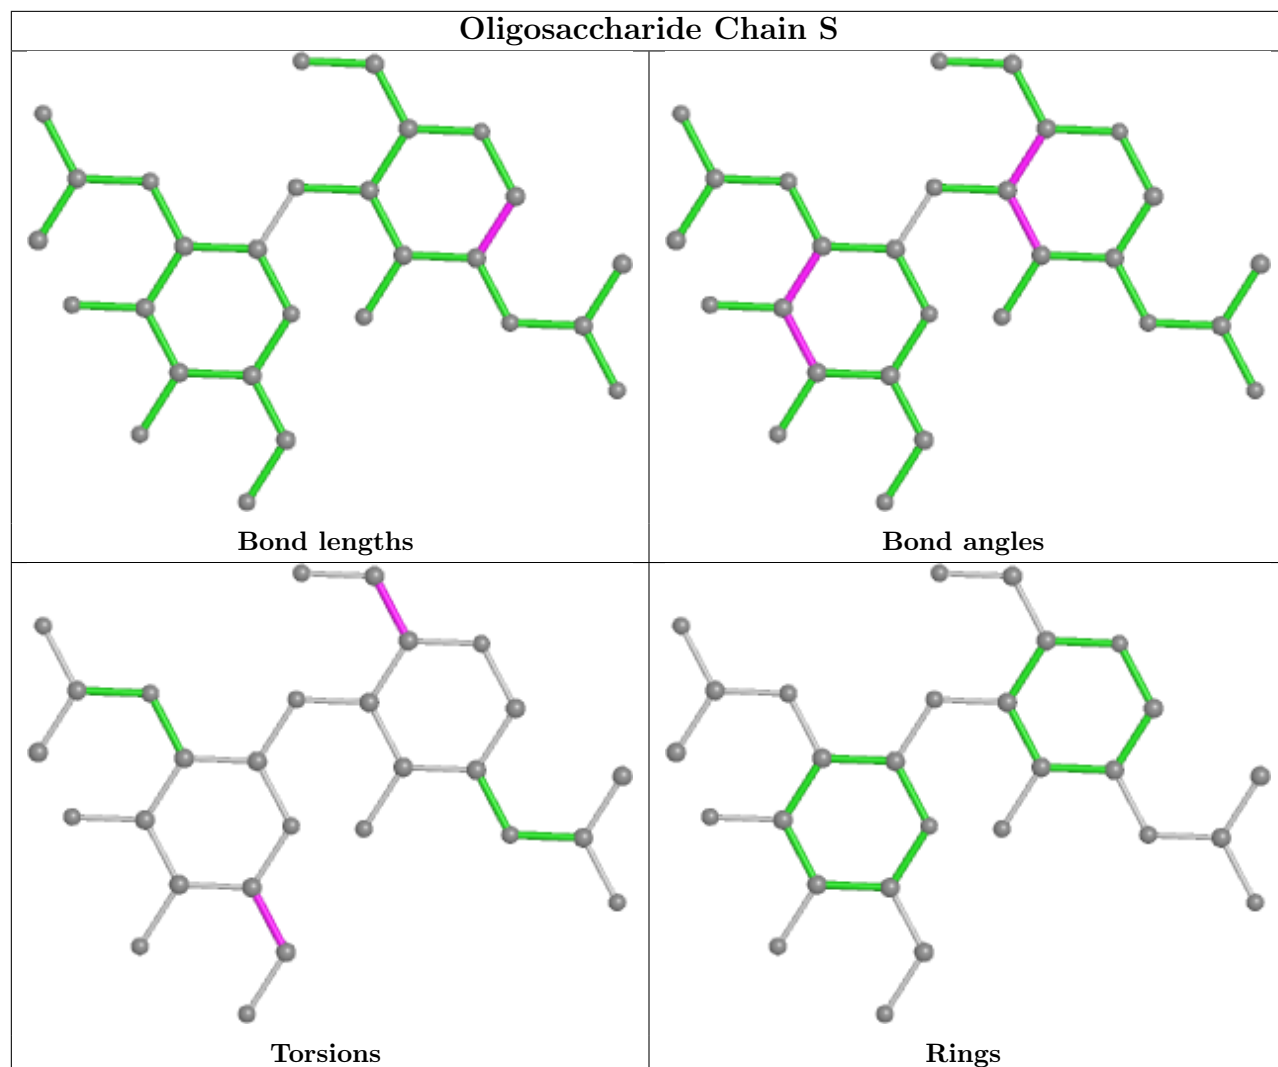 Oligosaccharide Chain S
Bond lengths
Bond angles
Torsions
Rings